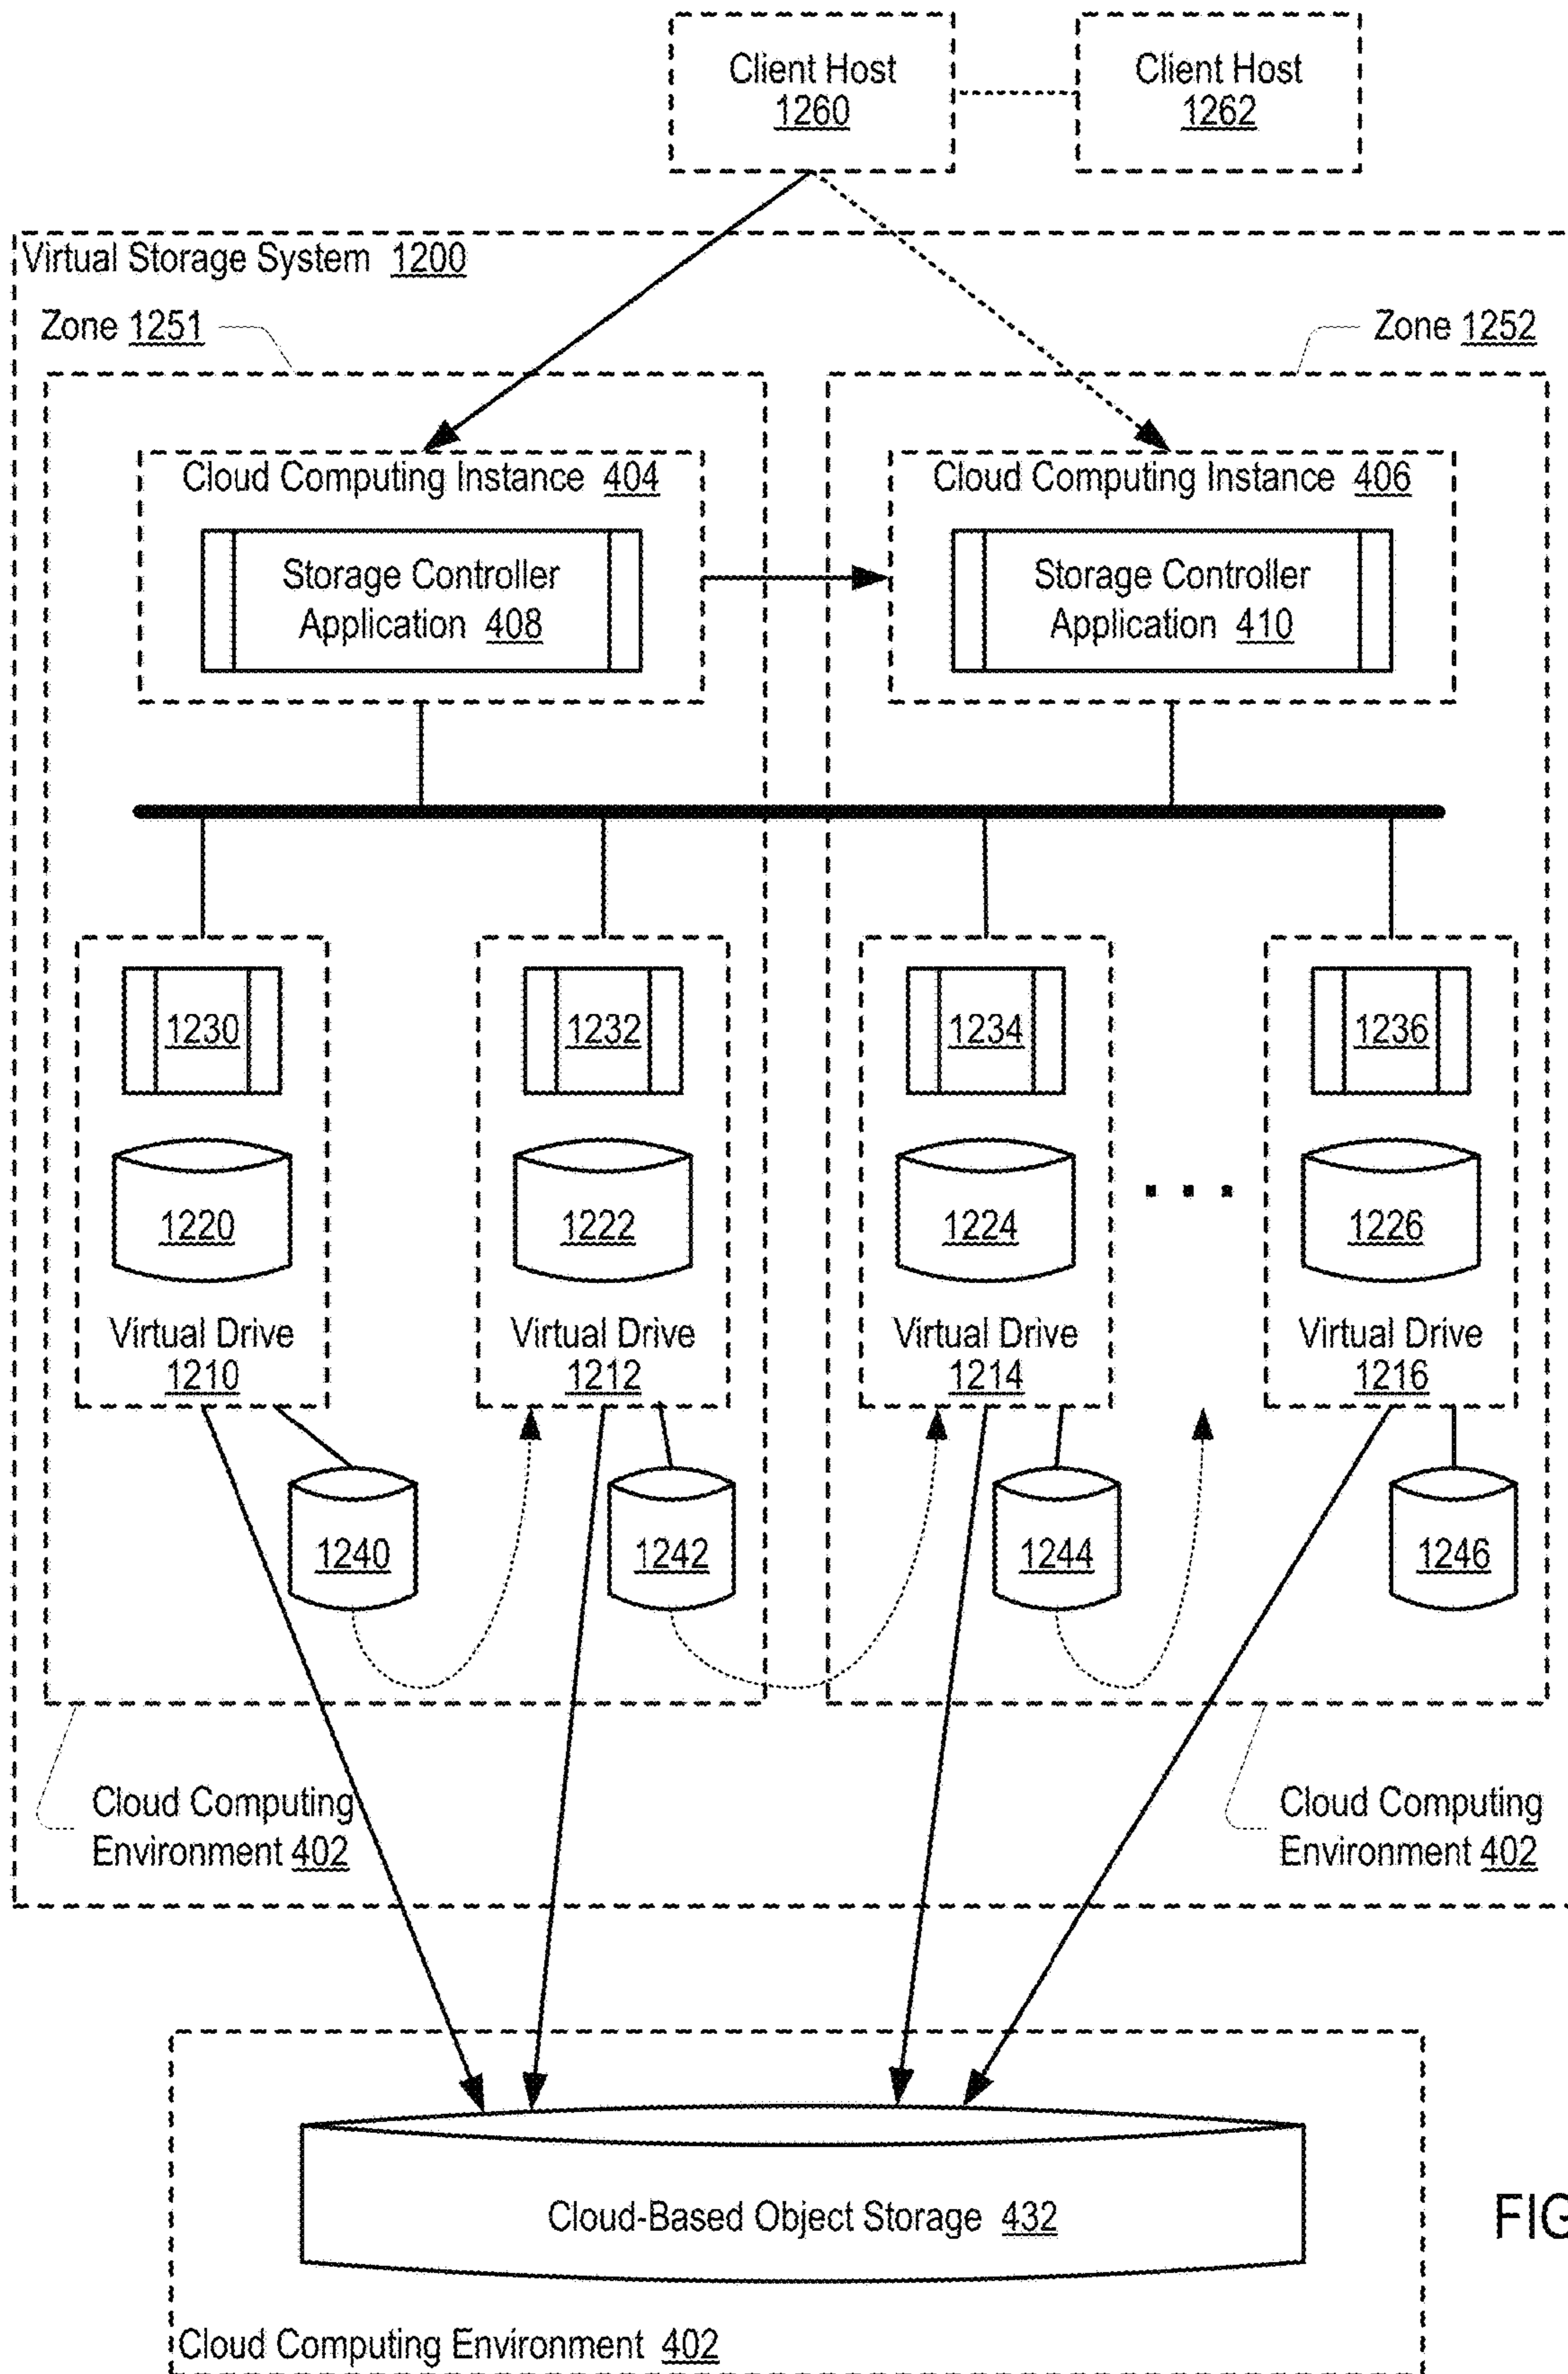 Client Host
1260
Client Host
1262
Virtual Storage System 1200
Zone 1251
Zone 1252
Cloud Computing Instance 404
Storage Controller
Application 408
Cloud Computing Instance 406
Storage Controller
Application 410
1230
1232
1234
1236
1220
1222
1224
1226
Virtual Drive
1210
Virtual Drive
1212
Virtual Drive
1214
Virtual Drive
1216
1240
1242
1244
1246
Cloud Computing
Environment 402
Cloud Computing
Environment 402
Cloud-Based Object Storage 432
FIG
Cloud Computing Environment 402